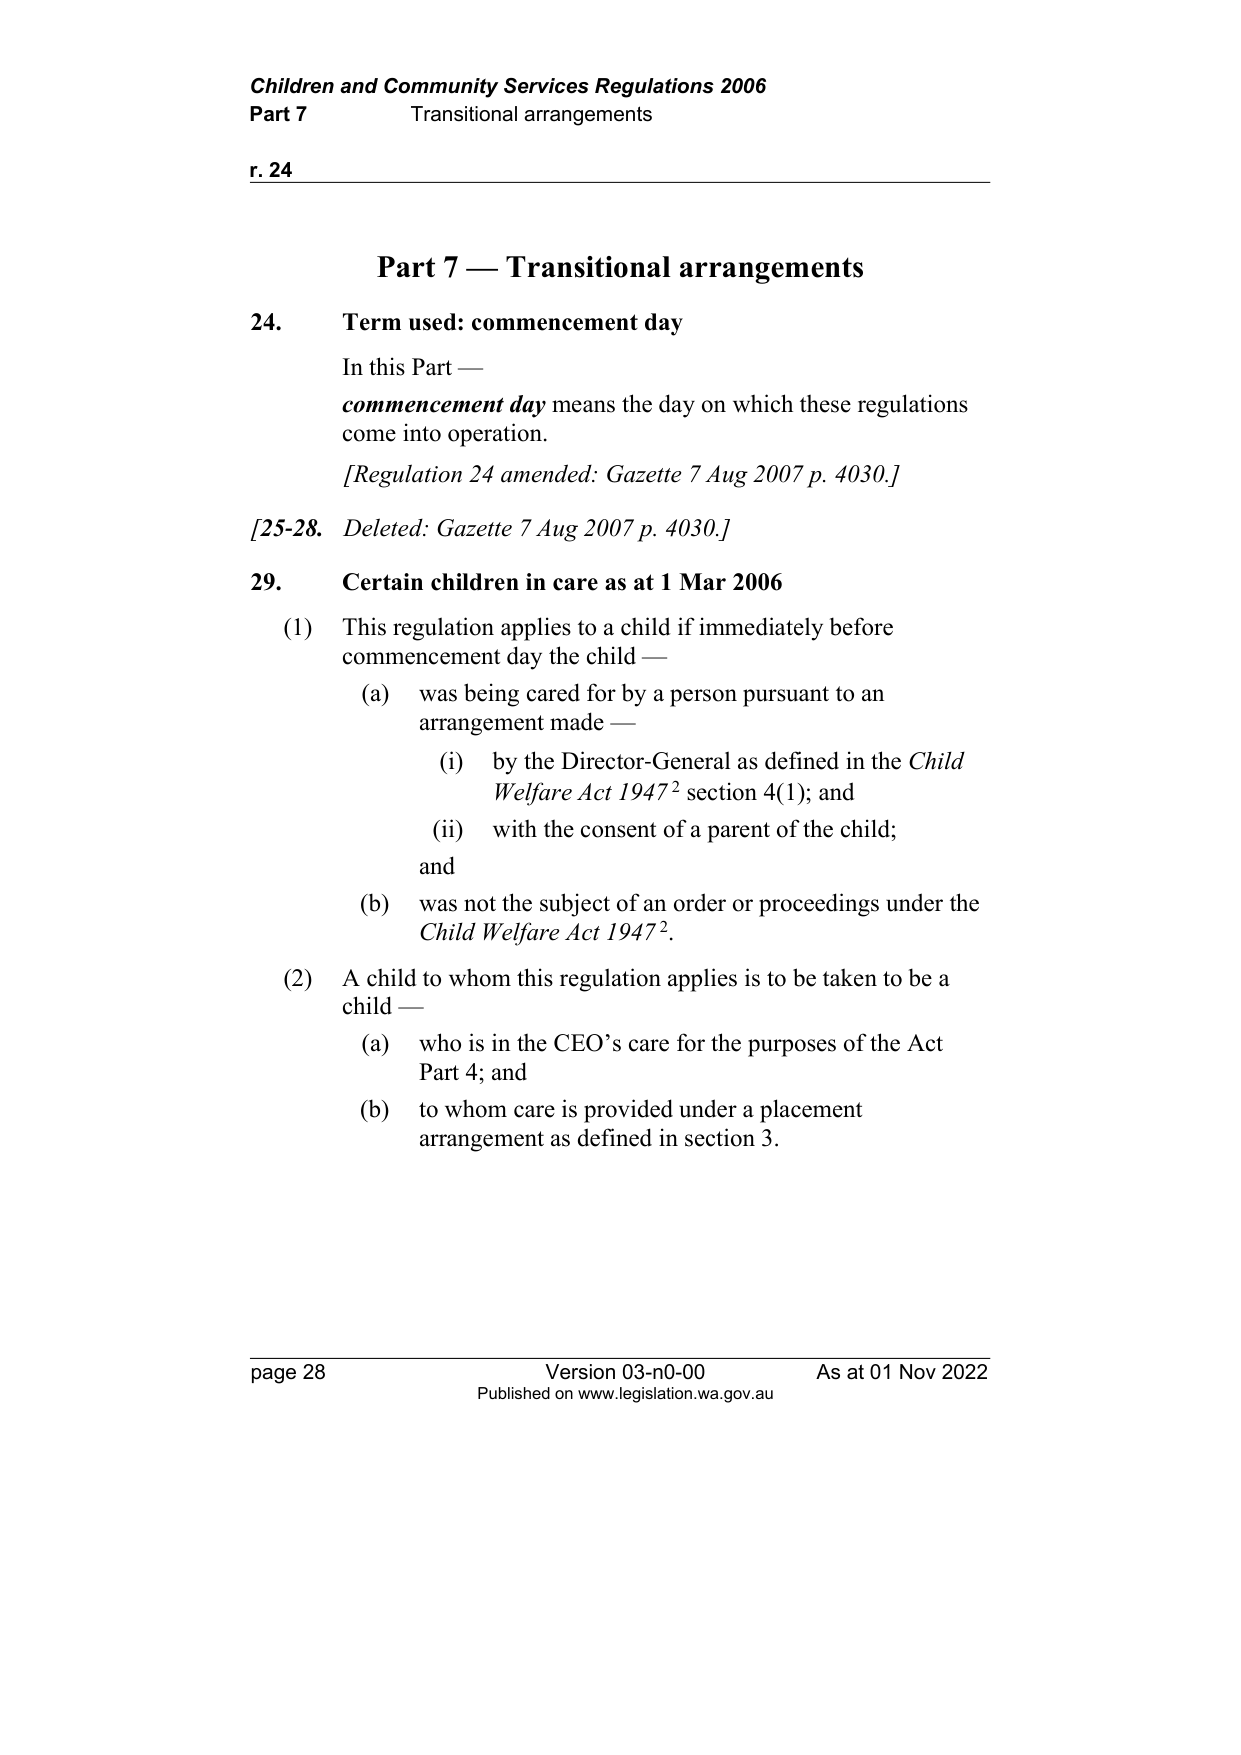 Children and Community Services Regulations 2006
Part 7 Transitional arrangements
r. 24
Part 7 — Transitional arrangements
24. Term used: commencement day
In this Part —
commencement day means the day on which these regulations
come into operation.
[Regulation 24 amended: Gazette 7 Aug 2007 p. 4030.]
[25-28. Deleted: Gazette 7 Aug 2007 p. 4030.]
29. Certain children in care as at 1 Mar 2006
(1) This regulation applies to a child if immediately before
commencement day the child —
(a) was being cared for by a person pursuant to an
arrangement made —
(i) by the Director-General as defined in the Child
Welfare Act 1947 2 section 4(1); and
(ii) with the consent of a parent of the child;
and
(b) was not the subject of an order or proceedings under the
Child Welfare Act 1947 2.
(2) A child to whom this regulation applies is to be taken to be a
child —
(a) who is in the CEO’s care for the purposes of the Act
Part 4; and
(b) to whom care is provided under a placement
arrangement as defined in section 3.
page 28 Version 03-n0-00 As at 01 Nov 2022
Published on www.legislation.wa.gov.au